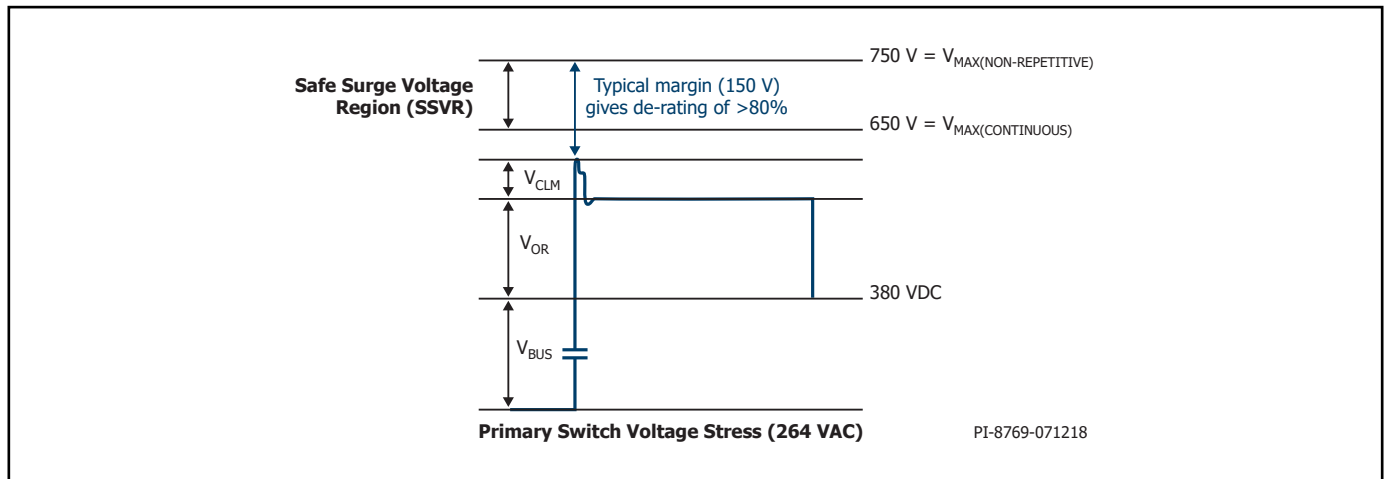 750 V = VMAX(NON-REPETITIVE)
Safe Surge Voltage
Region (SSVR)
Typical margin (150 V)
gives de-rating of >80%
650 V = VMAX(CONTINUOUS)
VCLM
VOR
380 VDC
VBUS
Primary Switch Voltage Stress (264 VAC)
PI-8769-071218